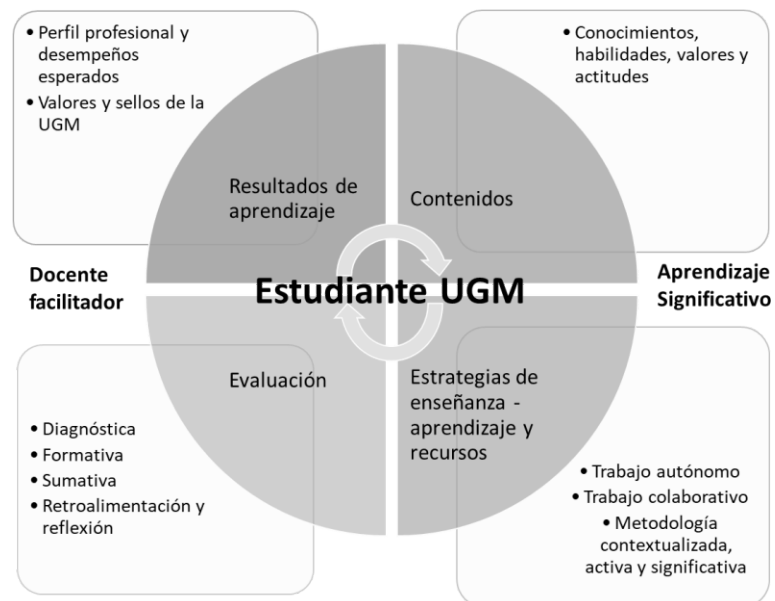 • Perfil profesional y
desempeños
esperados
• Valores y sellos de la
UGM
• Conocimientos,
habilidades, valores y
actitudes
Resultados de
aprendizaje
Contenidos
Docente
facilitador
Estudiante UGM
Aprendizaje
Significativo
Evaluación
Estrategias de
enseñanza -
aprendizaje y
recursos
• Diagnóstica
• Formativa
• Sumativa
• Retroalimentación y
reflexión
• Trabajo autónomo
• Trabajo colaborativo
• Metodología
contextualizada,
activa y significativa